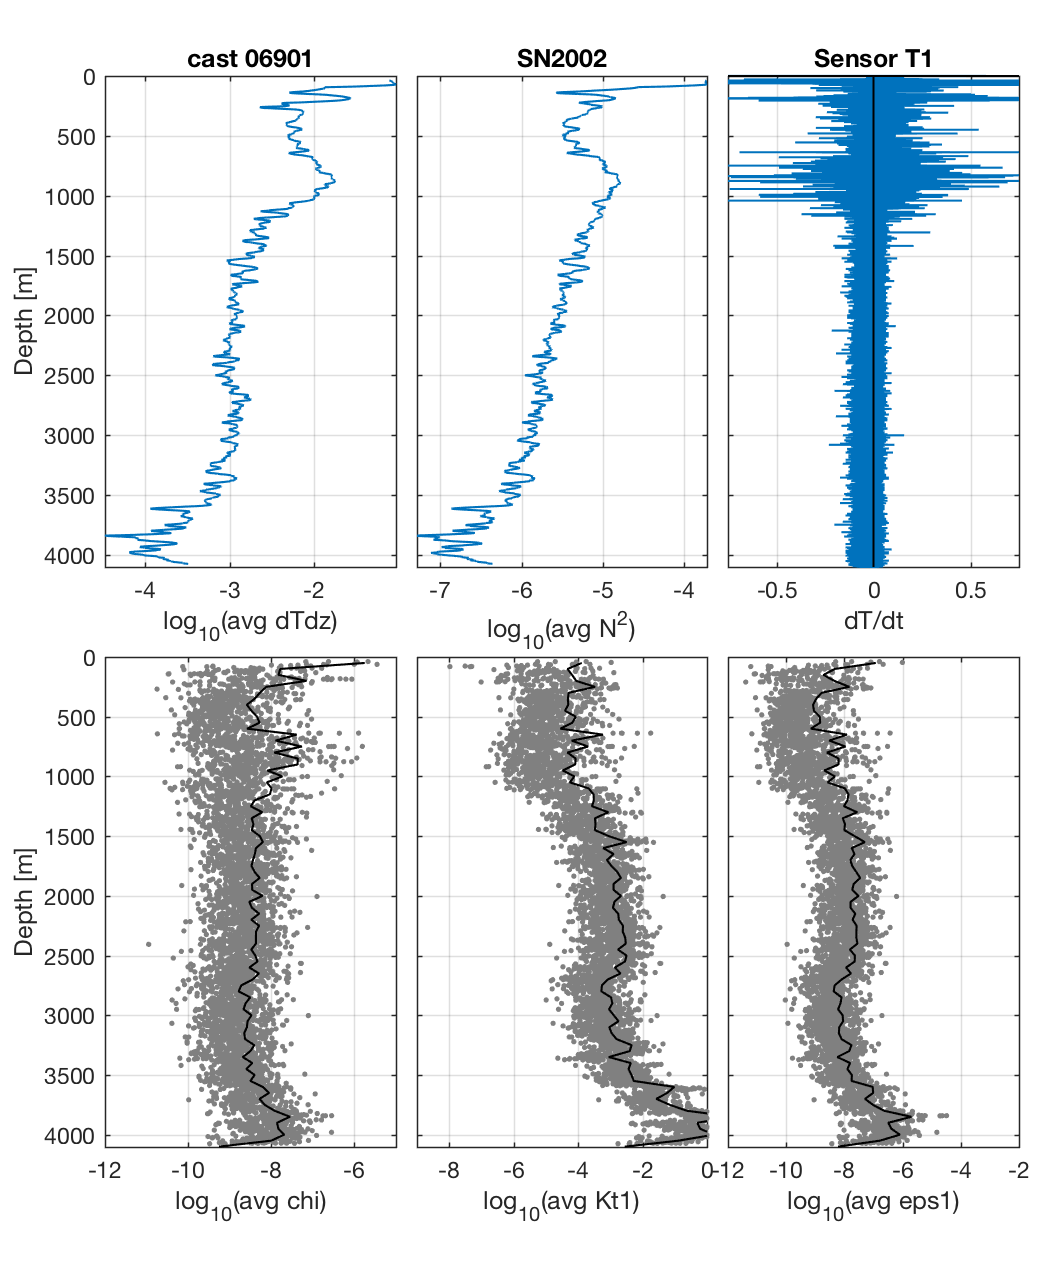 cast 06901 SN2002 Sensor T1
0
500
1000
1500
2000
2500
3000
3500
4000
Depth [m]
-4 -3 -2 -7 -6 -5 -4 -0.5 0 0.5
log10(avg dTdz) log10(avg N2) dT/dt
0
500
1000
1500
2000
2500
3000
3500
4000
Depth [m]
-12 -10 -8 -6 -8 -6 -4 -2 0 -12 -10 -8 -6 -4 -2
log10(avg chi) log10(avg Kt1) log10(avg eps1)